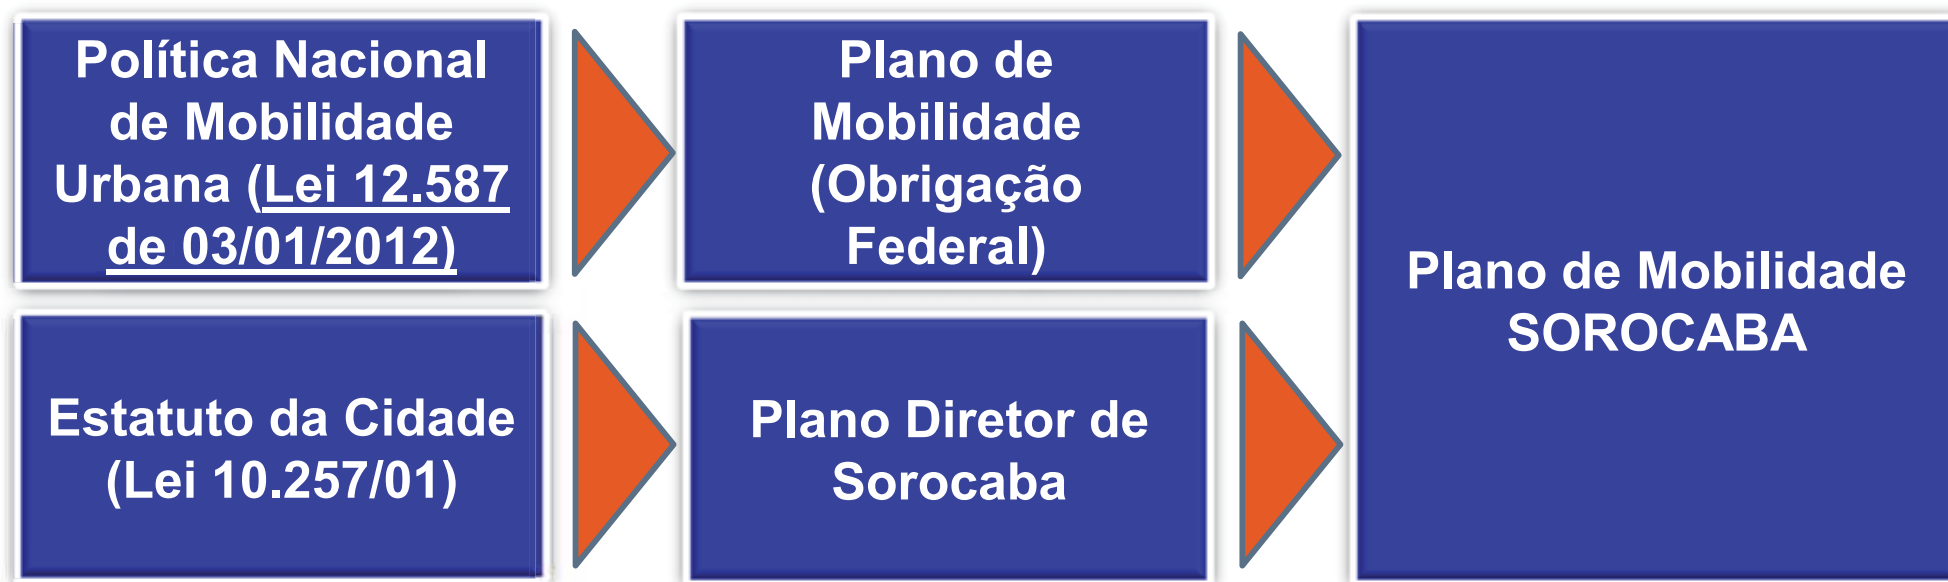 Política Nacional
de Mobilidade
Urbana (Lei 12.587
de 03/01/2012)
Plano de
Mobilidade
(Obrigação
Federal)
Estatuto da Cidade
(Lei 10.257/01)
Plano Diretor de
Sorocaba
Plano de Mobilidade
SOROCABA